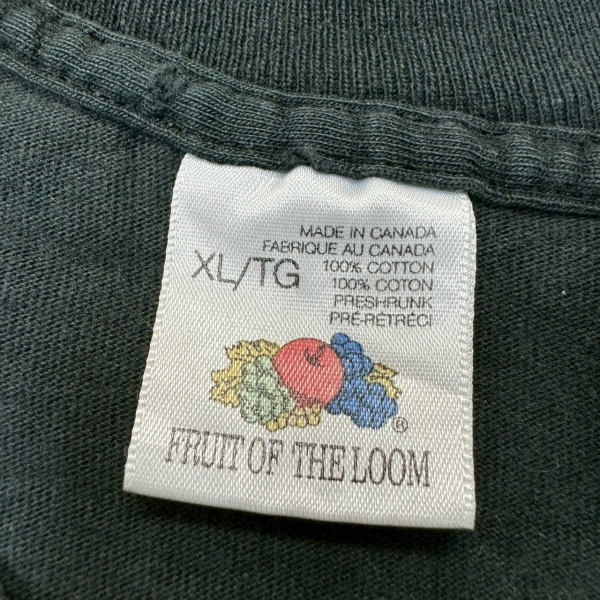 XL/TG
MADE IN CANADA
FABRIQUE AU CANADA
100% COTTON
100% COTON
PRESHRUNK
PRÉ-RÉTRÉCI
®
FRUIT OF THE LOOM